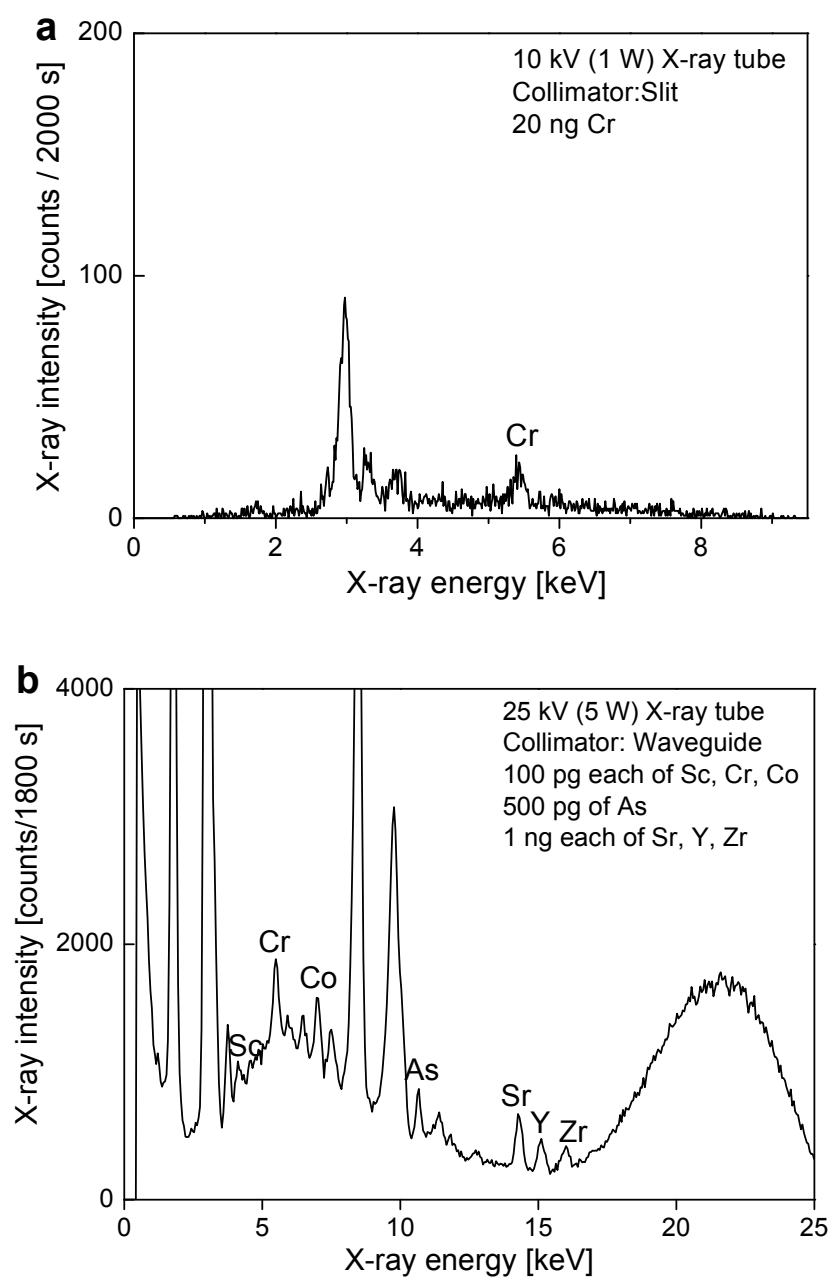 a
200
100
0
X-ray intensity [counts / 2000 s]
10 kV (1 W) X-ray tube
Collimator:Slit
20 ng Cr
Cr
0 2 4 6 8
X-ray energy [keV]
b
4000
2000
0
X-ray intensity [counts/1800 s]
25 kV (5 W) X-ray tube
Collimator: Waveguide
100 pg each of Sc, Cr, Co
500 pg of As
1 ng each of Sr, Y, Zr
Cr
Co
Sc
As
Sr
Y
Zr
0 5 10 15 20 25
X-ray energy [keV]